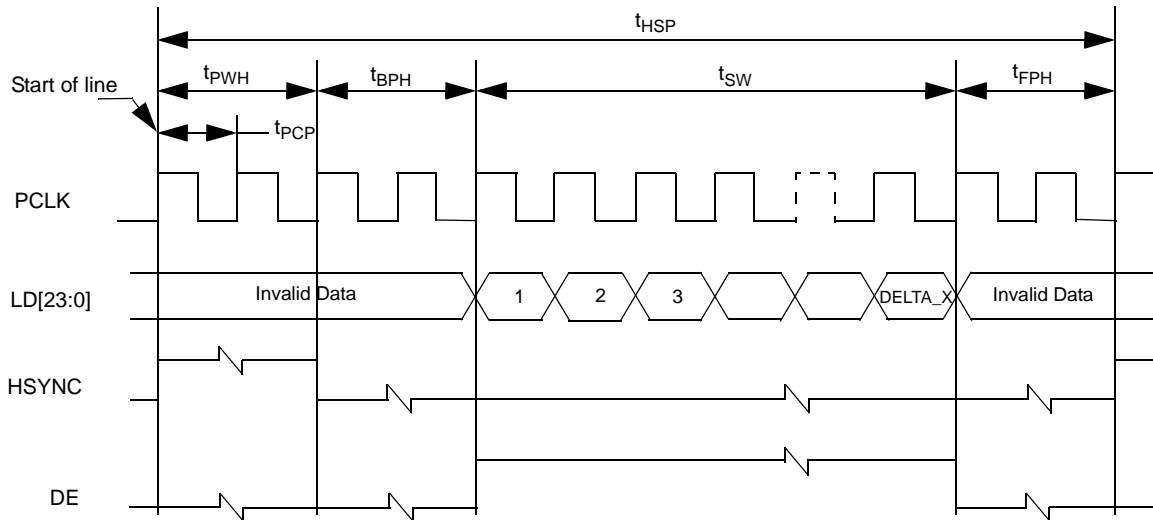 tHSP
tPWH
tBPH
tSW
tFPH
Start of line
tPCP
PCLK
LD[23:0]
Invalid Data
1
2
3
DELTA_X
Invalid Data
HSYNC
DE